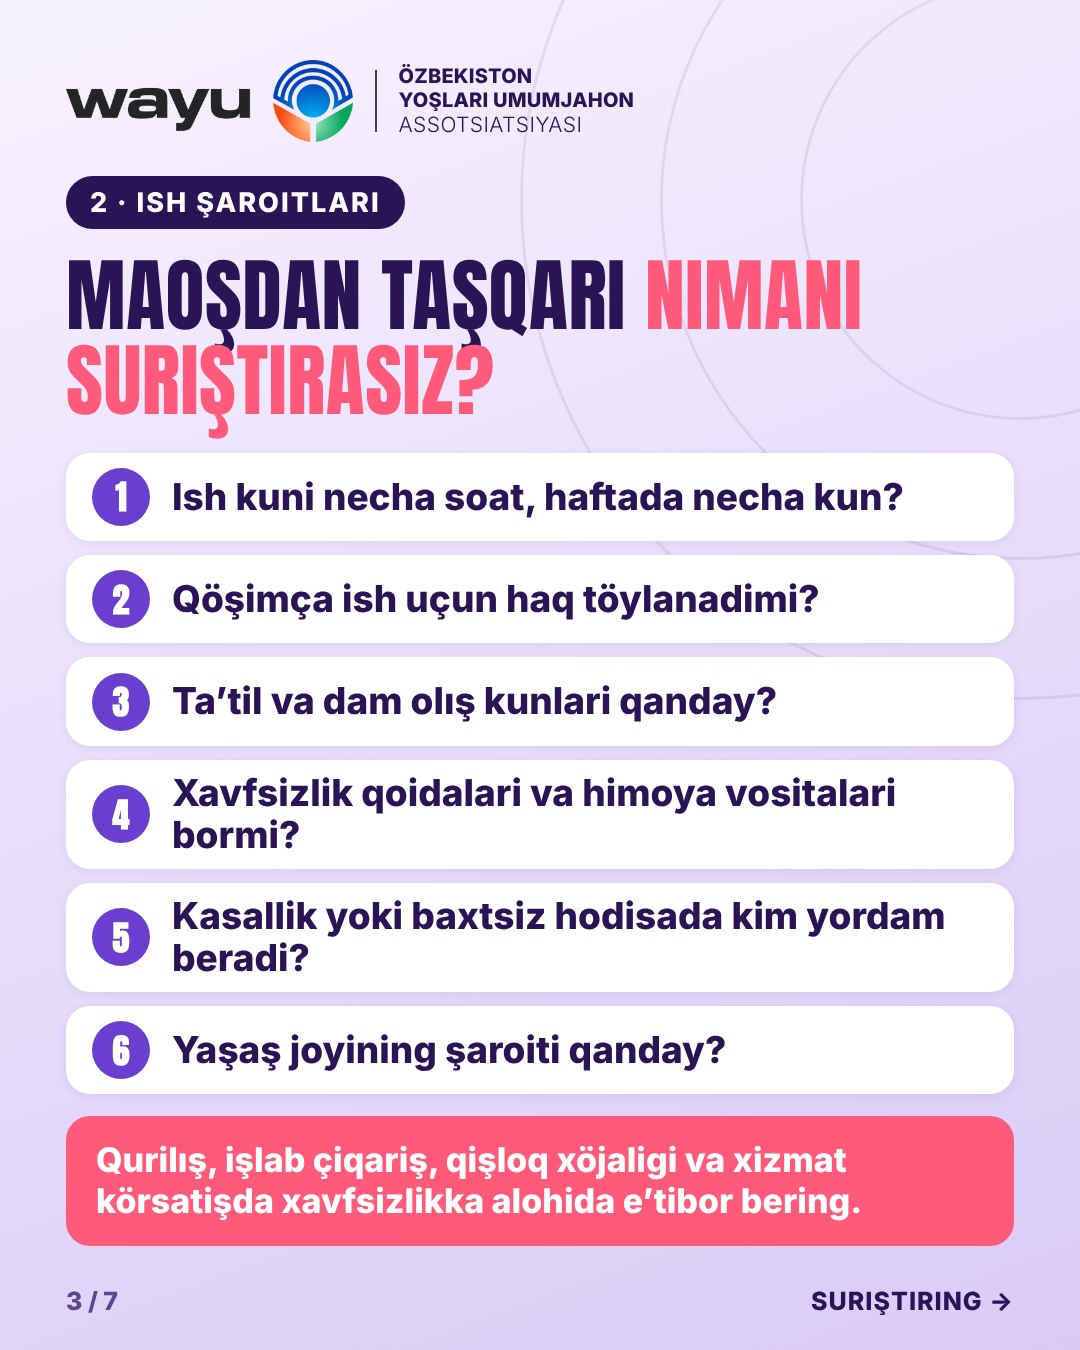 wayu
ÖZBEKISTON
YOŞLARI UMUMJAHON
ASSOTSIATSIYASI
2 · ISH ŞAROITLARI
MAOŞDAN TAŞQARI NIMANI
SURIŞTIRASIZ?
1 Ish kuni necha soat, haftada necha kun?
2 Qöşimça ish uçun haq töylanadimi?
3 Ta’til va dam olış kunlari qanday?
4 Xavfsizlik qoidalari va himoya vositalari
bormi?
5 Kasallik yoki baxtsiz hodisada kim yordam
beradi?
6 Yaşaş joyining şaroiti qanday?
Qurilış, işlab çiqariş, qişloq xöjaligi va xizmat
körsatişda xavfsizlikka alohida e’tibor bering.
3 / 7
SURIŞTIRING →